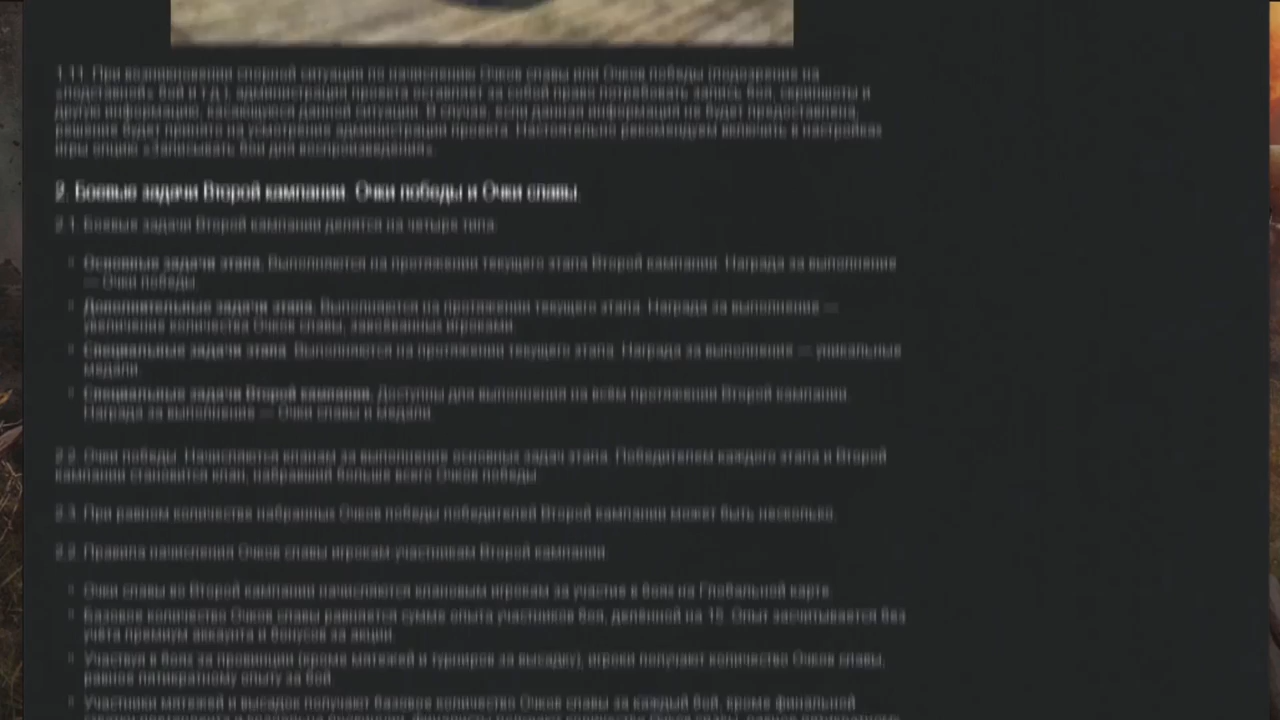 1.11. При возникновении спорной ситуации по начислению Очков славы или Очков победы (подозрения на
«подставной» бой и т.д.), администрация проекта оставляет за собой право потребовать запись боя, скриншоты и
другую информацию, касающуюся данной ситуации. В случае, если данная информация не будет предоставлена,
решение будет принято на усмотрение администрации проекта. Настоятельно рекомендуем включить в настройках
игры опцию «Записывать бои для воспроизведения».
2. Боевые задачи Второй кампании. Очки победы и Очки славы
2.1. Боевые задачи Второй кампании делятся на четыре типа:
Основные задачи этапа. Выполняются на протяжении текущего этапа Второй кампании. Награда за выполнение
— Очки победы.
Дополнительные задачи этапа. Выполняются на протяжении текущего этапа. Награда за выполнение —
увеличение количества Очков славы, завоёванных игроками.
Специальные задачи этапа. Выполняются на протяжении текущего этапа. Награда за выполнение — уникальные
медали.
Специальные задачи Второй кампании. Доступны для выполнения на всём протяжении Второй кампании.
Награда за выполнение — Очки славы и медали.
2.2. Очки победы. Начисляются кланам за выполнение основных задач этапа. Победителем каждого этапа и Второй
кампании становится клан, набравший больше всего Очков победы.
2.3. При равном количестве набранных Очков победы победителей Второй кампании может быть несколько.
2.2. Правила начисления Очков славы игрокам-участникам Второй кампании:
Очки славы во Второй кампании начисляются клановым игрокам за участие в боях на Глобальной карте.
Базовое количество Очков славы равняется сумме опыта участников боя, делённой на 15. Опыт засчитывается без
учёта премиум аккаунта и бонусов за акции.
Участвуя в боях за провинции (кроме мятежей и турниров за высадку), игроки получают количество Очков славы,
равное пятикратному опыту за бой.
Участники мятежей и высадок получают базовое количество Очков славы за каждый бой, кроме финальной